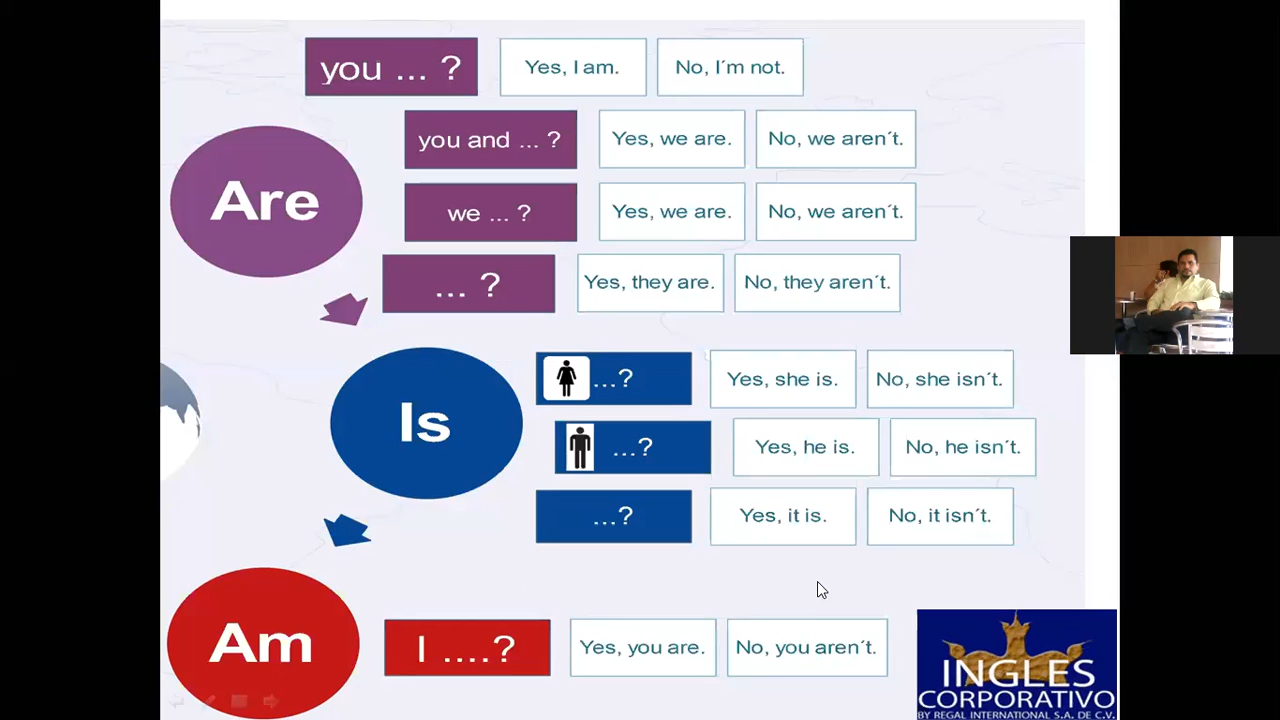 you ... ?
Yes, I am.
No, I´m not.
Are
you and ... ?
Yes, we are.
No, we aren´t.
we ... ?
Yes, we are.
No, we aren´t.
... ?
Yes, they are.
No, they aren´t.
Is
...?
Yes, she is.
No, she isn´t.
...?
Yes, he is.
No, he isn´t.
...?
Yes, it is.
No, it isn´t.
Am
I ....?
Yes, you are.
No, you aren´t.
INGLES
CORPORATIVO
BY REGAL INTERNATIONAL S.A. DE C.V.